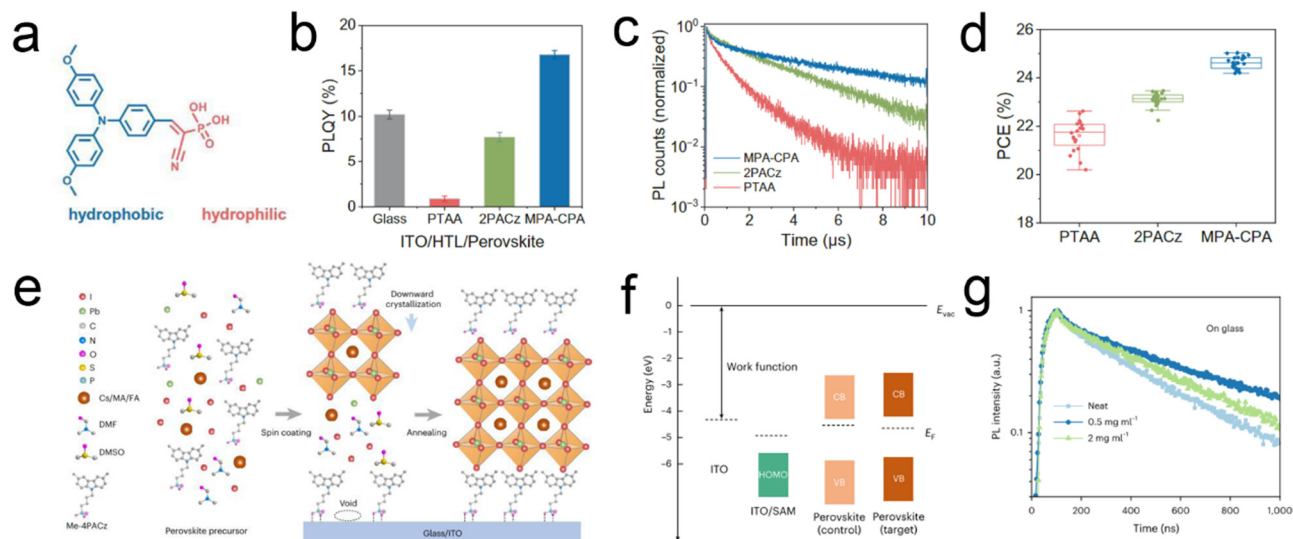 a
OH
P
OH
O
N
N
O
O
hydrophobic hydrophilic
b
PLQY (%)
20
15
10
5
0
Glass PTAA 2PACz MPA-CPA
ITO/HTL/Perovskite
c
PL counts (normalized)
10⁰
10⁻¹
10⁻²
10⁻³
MPA-CPA
2PACz
PTAA
0 2 4 6 8 10
Time (μs)
d
PCE (%)
26
24
22
20
18
PTAA 2PACz MPA-CPA
e
I
Pb
C
N
O
S
P
Cs/MA/FA
DMF
DMSO
Me-4PACz
Perovskite precursor
Spin coating
Downward
crystallization
Void
Annealing
Glass/ITO
f
Energy (eV)
0
-1
-2
-3
-4
-5
-6
Evac
Work function
CB
CB
EF
ITO
HOMO
VB
VB
ITO/SAM
Perovskite
(control)
Perovskite
(target)
g
PL intensity (a.u.)
1
0.1
On glass
Neat
0.5 mg ml⁻¹
2 mg ml⁻¹
0 200 400 600 800 1,000
Time (ns)